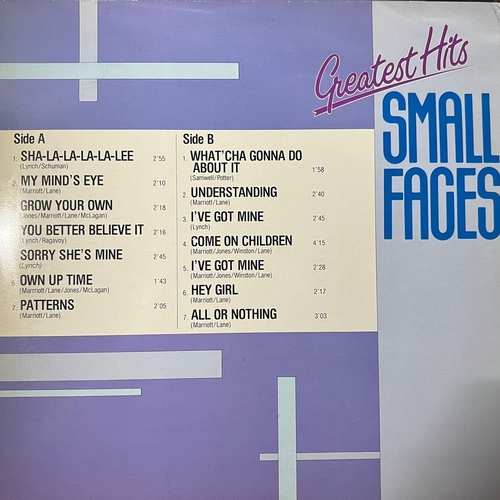 Greatest Hits
SMALL
FACES
Side A
1. SHA-LA-LA-LA-LA-LEE 2'55
(Lynch/Schuman)
2. MY MIND'S EYE 2'10
(Marriott/Lane)
GROW YOUR OWN 2'18
(Jones/Marriott/Lane/McLagan)
YOU BETTER BELIEVE IT 2'16
(Lynch/Ragavoy)
SORRY SHE'S MINE 2'45
(Lynch)
6. OWN UP TIME 1'43
(Marriott/Lane/Jones/McLagan)
7. PATTERNS 2'05
(Marriott/Lane)
Side B
1. WHAT'CHA GONNA DO
ABOUT IT 1'58
(Samwell/Potter)
2. UNDERSTANDING 2'40
(Marriott/Lane)
3. I'VE GOT MINE 2'45
(Lynch)
4. COME ON CHILDREN 4'15
(Marriott/Jones/Winston/Lane)
5. I'VE GOT MINE 2'28
(Marriott/Jones/Winston/Lane)
6. HEY GIRL 2'17
(Marriott/Lane)
7. ALL OR NOTHING 3'03
(Marriott/Lane)